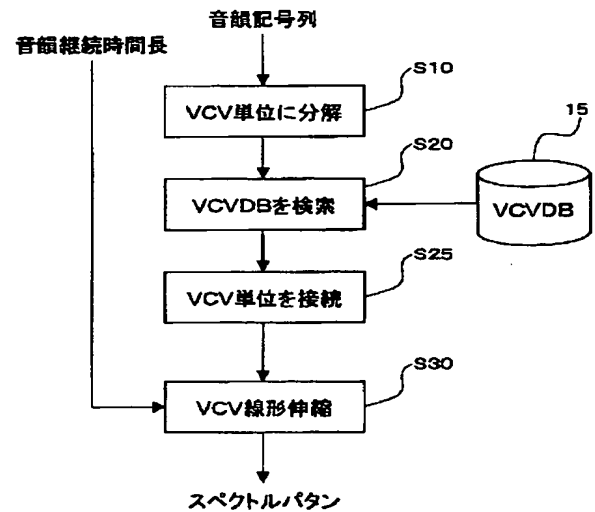 音韻記号列
音韻継続時間長
S10
VCV単位に分解
S20
15
VCVDBを検索
VCVDB
S25
VCV単位を接続
S30
VCV線形伸縮
スペクトルパタン